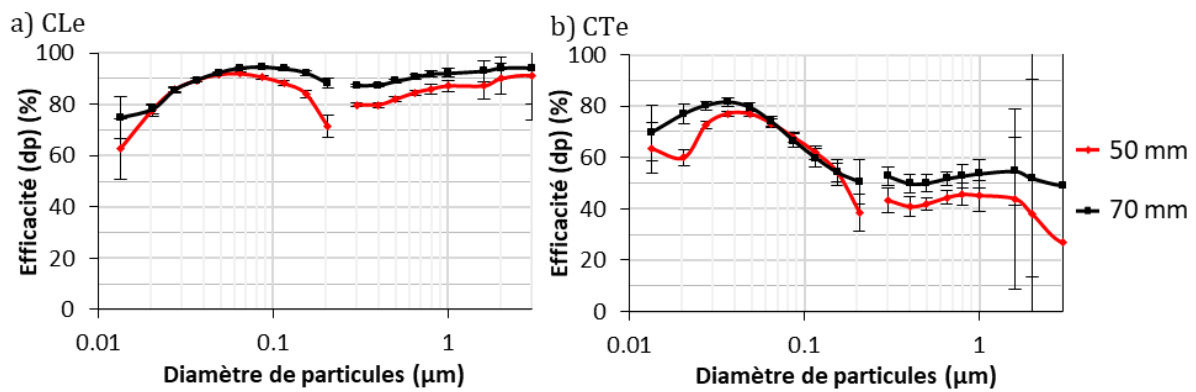 a) CLe
Efficacité (dp) (%)
100
80
60
40
20
0
0.01
0.1
1
Diamètre de particules (µm)
b) CTe
Efficacité (dp) (%)
100
80
60
40
20
0
0.01
0.1
1
Diamètre de particules (µm)
50 mm
70 mm